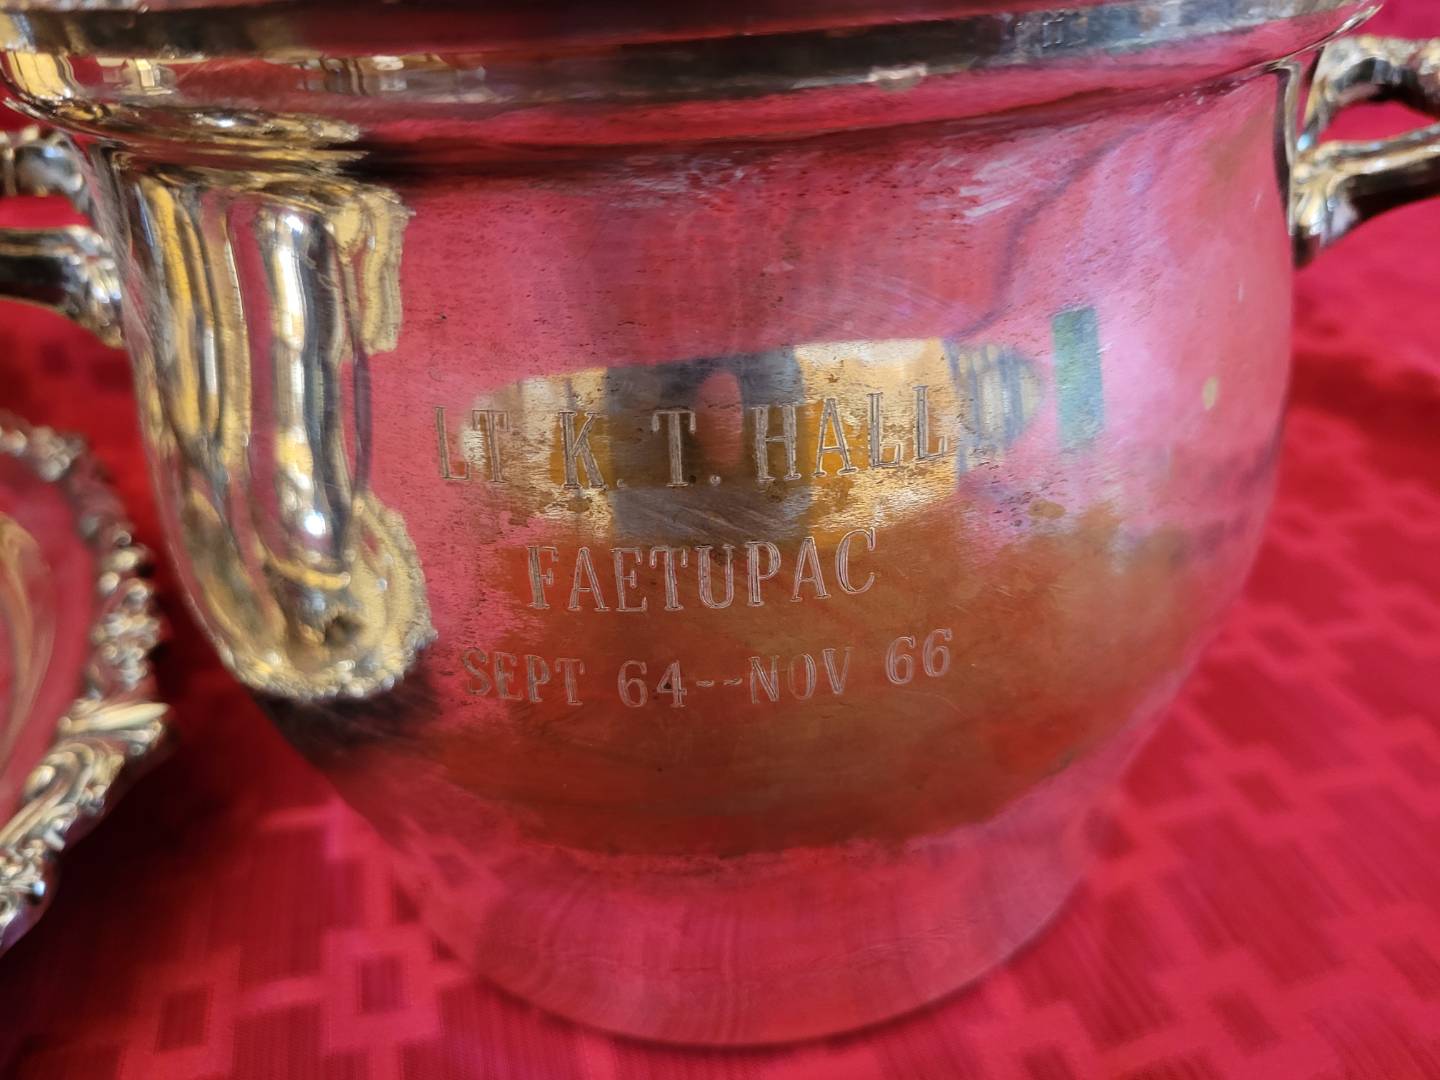 LT K. T. HALL
FAETUPAC
SEPT 64--NOV 66